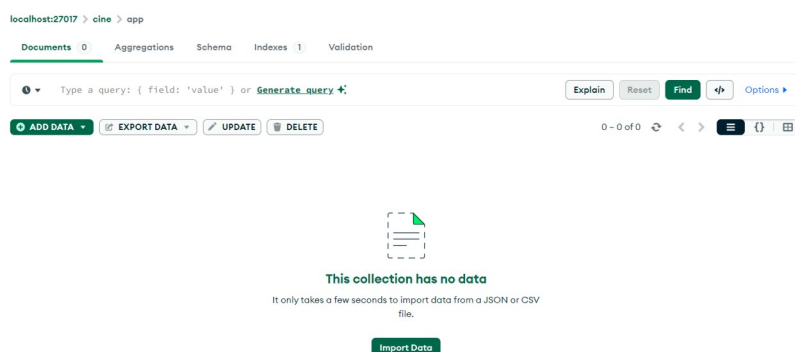 localhost:27017 > cine > app
Documents 0 Aggregations Schema Indexes 1 Validation
Type a query: { field: 'value' } or Generate query Explain Reset Find </> Options
ADD DATA EXPORT DATA UPDATE DELETE 0 – 0 of 0 < > {}
This collection has no data
It only takes a few seconds to import data from a JSON or CSV
file.
Import Data